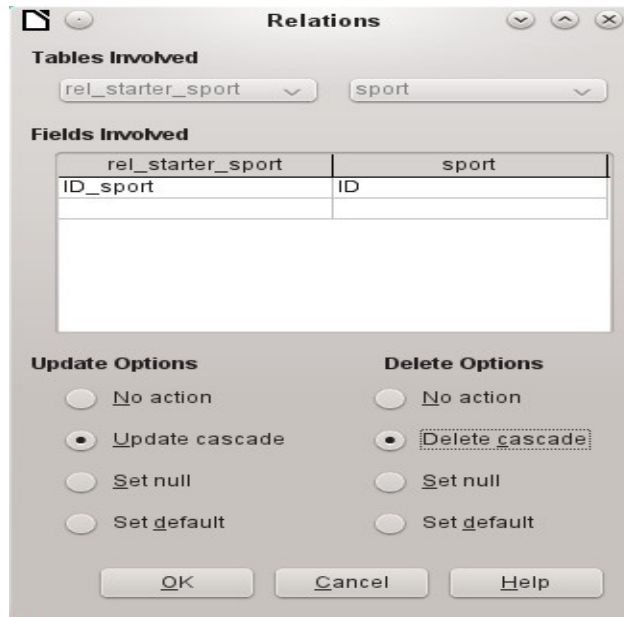 Relations
Tables Involved
rel_starter_sport sport
Fields Involved
rel_starter_sport sport
ID_sport ID
Update Options Delete Options
No action No action
Update cascade Delete cascade
Set null Set null
Set default Set default
OK Cancel Help